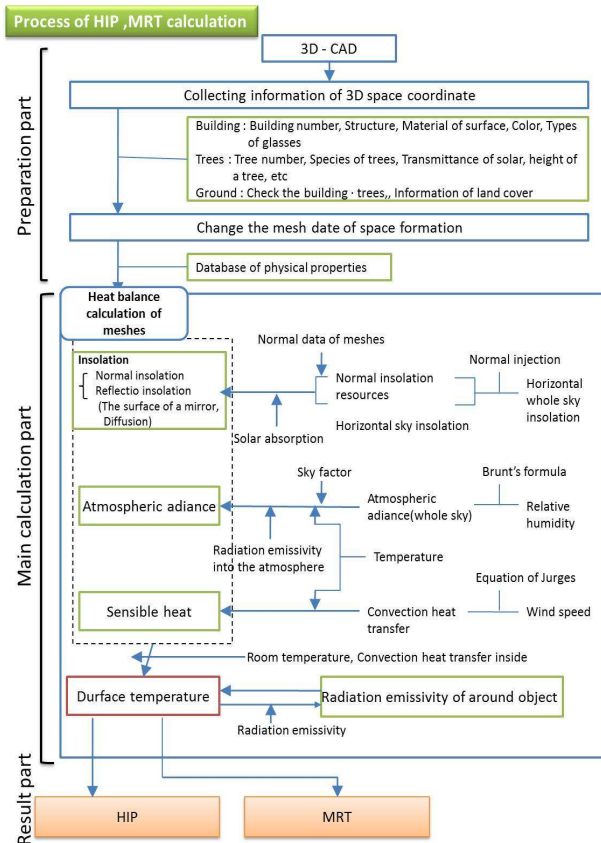 Process of HIP ,MRT calculation
Preparation part
3D - CAD
Collecting information of 3D space coordinate
Building : Building number, Structure, Material of surface, Color, Types
of glasses
Trees : Tree number, Species of trees, Transmittance of solar, height of
a tree, etc
Ground : Check the building · trees,, Information of land cover
Change the mesh date of space formation
Database of physical properties
Main calculation part
Heat balance
calculation of
meshes
Insolation
Normal insolation
Reflectio insolation
(The surface of a mirror,
Diffusion)
Normal data of meshes
Normal insolation
resources
Normal injection
Horizontal
whole sky
insolation
Horizontal sky insolation
Solar absorption
Sky factor
Brunt's formula
Atmospheric adiance
Atmospheric
adiance(whole sky)
Relative
humidity
Radiation emissivity
into the atmosphere
Temperature
Equation of Jurges
Sensible heat
Convection heat
transfer
Wind speed
Room temperature, Convection heat transfer inside
Durface temperature
Radiation emissivity of around object
Radiation emissivity
Result part
HIP
MRT